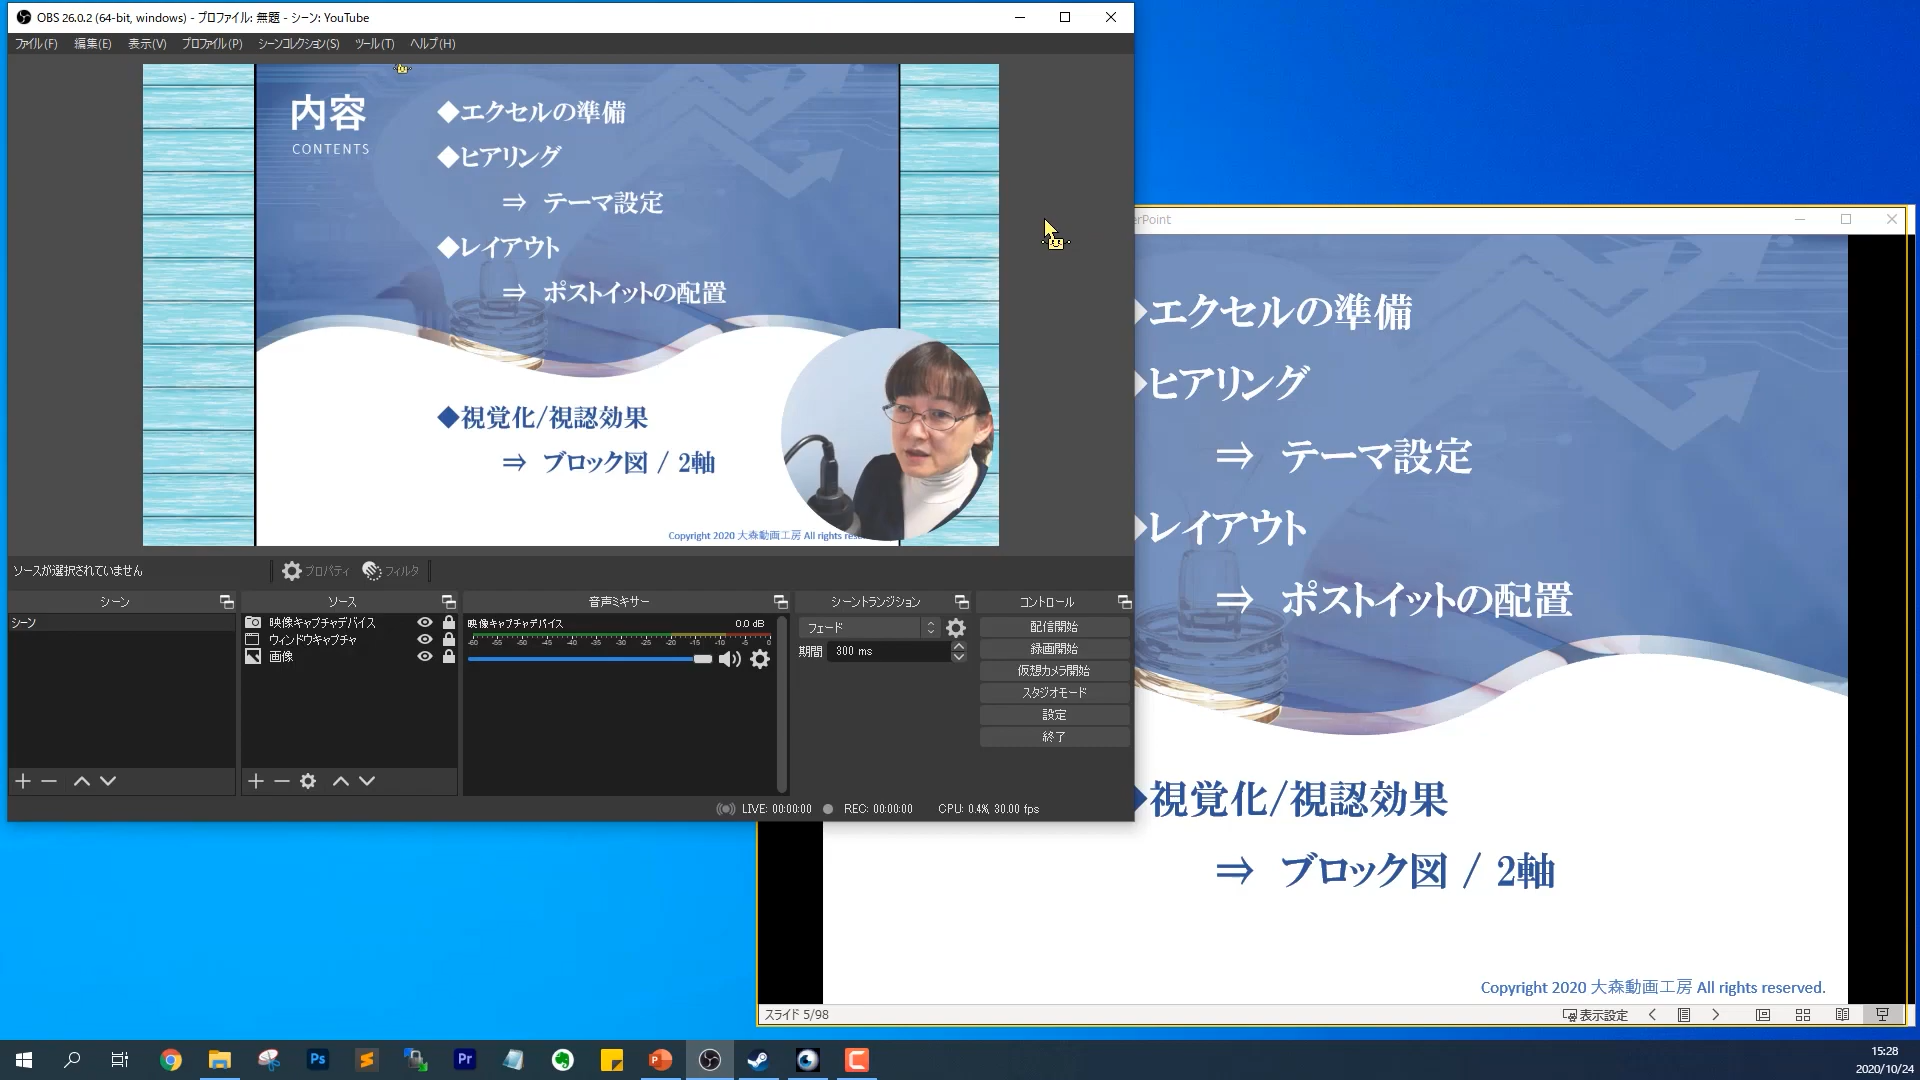 OBS 26.0.2 (64-bit, windows) - プロファイル: 無題 - シーン: YouTube
ファイル(F) 編集(E) 表示(V) プロファイル(P) シーンコレクション(S) ツール(T) ヘルプ(H)
内容
CONTENTS
◆エクセルの準備
◆ヒアリング
⇒ テーマ設定
◆レイアウト
⇒ ポストイットの配置
◆視覚化/視認効果
⇒ ブロック図 / 2軸
Copyright 2020 大森動画工房 All rights
ソースが選択されていません
プロパティ
フィルタ
シーン
ソース
音声ミキサー
シーントランジション
コントロール
シーン
映像キャプチャデバイス
ウィンドウキャプチャ
画像
映像キャプチャデバイス 0.0 dB
-60 -55 -50 -45 -40 -35 -30 -25 -20 -15 -10 -5 0
フェード
期間 300 ms
配信開始
録画開始
仮想カメラ開始
スタジオモード
設定
終了
LIVE: 00:00:00 REC: 00:00:00 CPU: 0.4%, 30.00 fps
erPoint
◆エクセルの準備
◆ヒアリング
⇒ テーマ設定
◆レイアウト
⇒ ポストイットの配置
◆視覚化/視認効果
⇒ ブロック図 / 2軸
Copyright 2020 大森動画工房 All rights reserved.
スライド 5/98
表示設定
Ps
Pr
15:28
2020/10/24